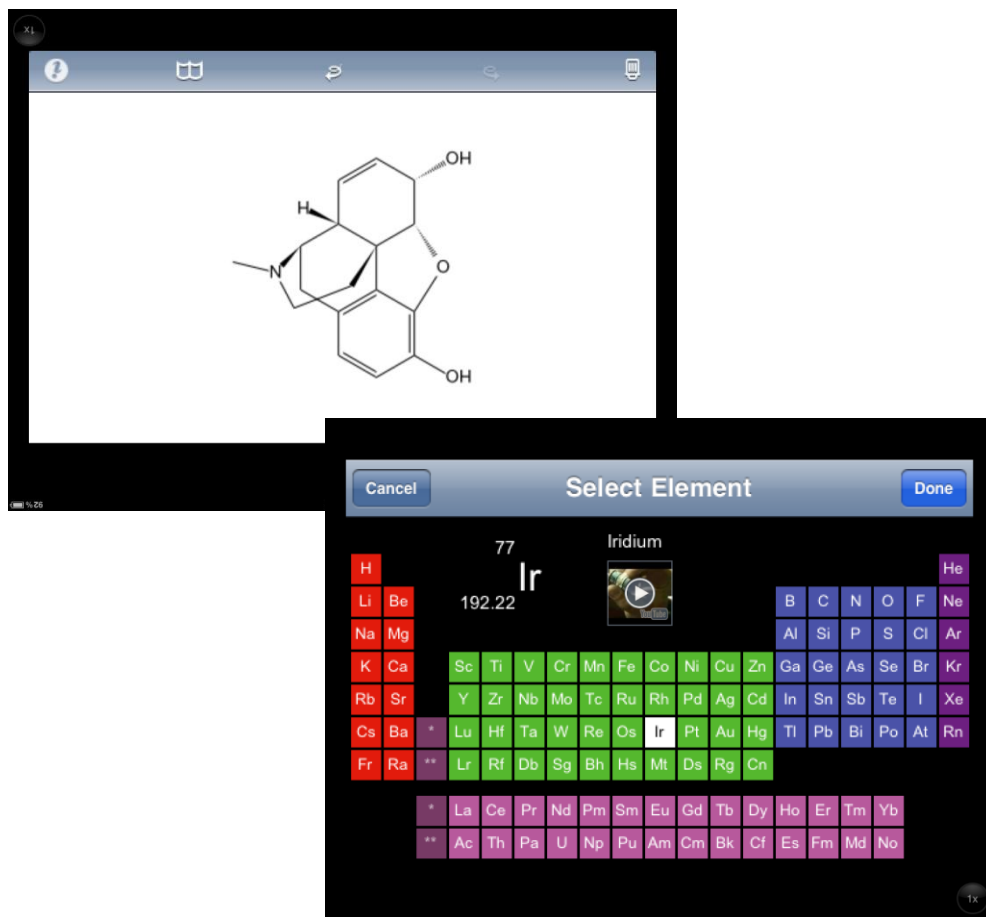 x↓
OH
H
N
O
OH
92 %
Cancel Select Element Done
77 Iridium
Ir
192.22
YouTube
H He
Li Be B C N O F Ne
Na Mg Al Si P S Cl Ar
K Ca Sc Ti V Cr Mn Fe Co Ni Cu Zn Ga Ge As Se Br Kr
Rb Sr Y Zr Nb Mo Tc Ru Rh Pd Ag Cd In Sn Sb Te I Xe
Cs Ba * Lu Hf Ta W Re Os Ir Pt Au Hg Tl Pb Bi Po At Rn
Fr Ra ** Lr Rf Db Sg Bh Hs Mt Ds Rg Cn
* La Ce Pr Nd Pm Sm Eu Gd Tb Dy Ho Er Tm Yb
** Ac Th Pa U Np Pu Am Cm Bk Cf Es Fm Md No
1x